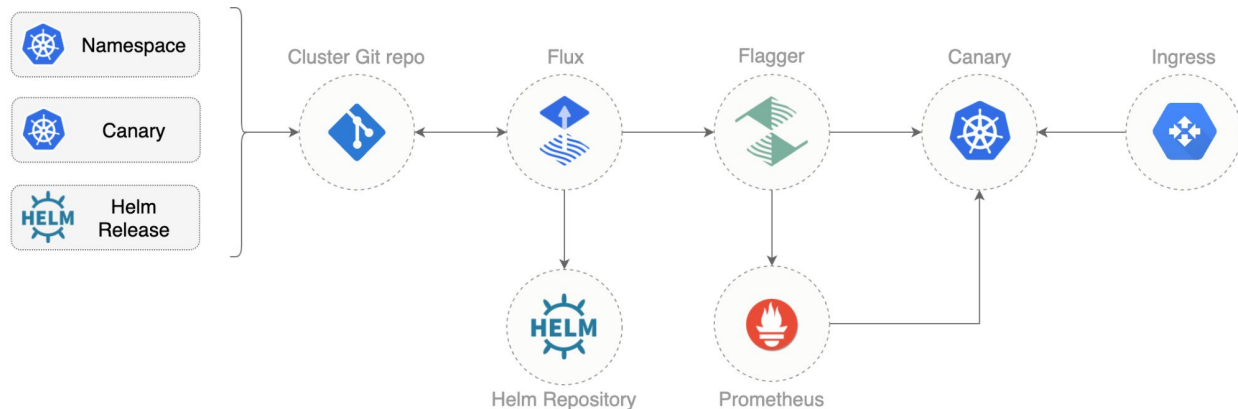 Namespace
Canary
HELM
Helm
Release
Cluster Git repo
Flux
Flagger
Canary
Ingress
HELM
Helm Repository
Prometheus